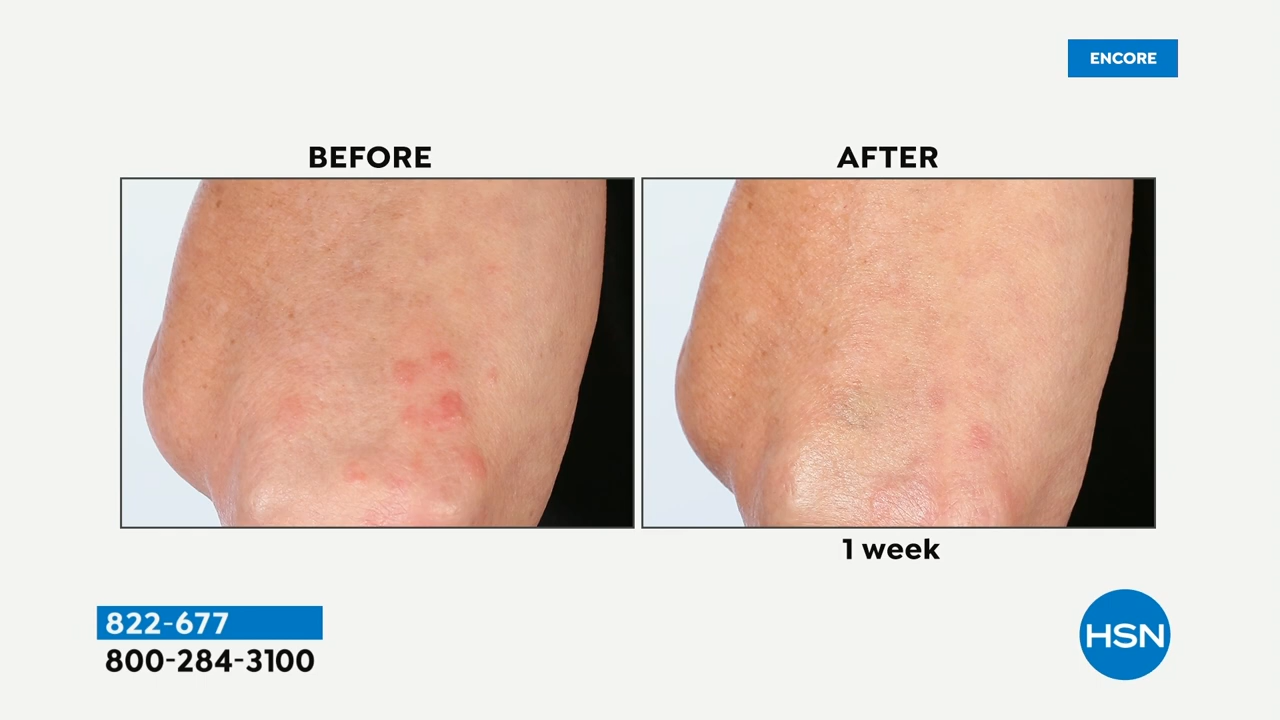 ENCORE
BEFORE
AFTER
1 week
822-677
800-284-3100
HSN